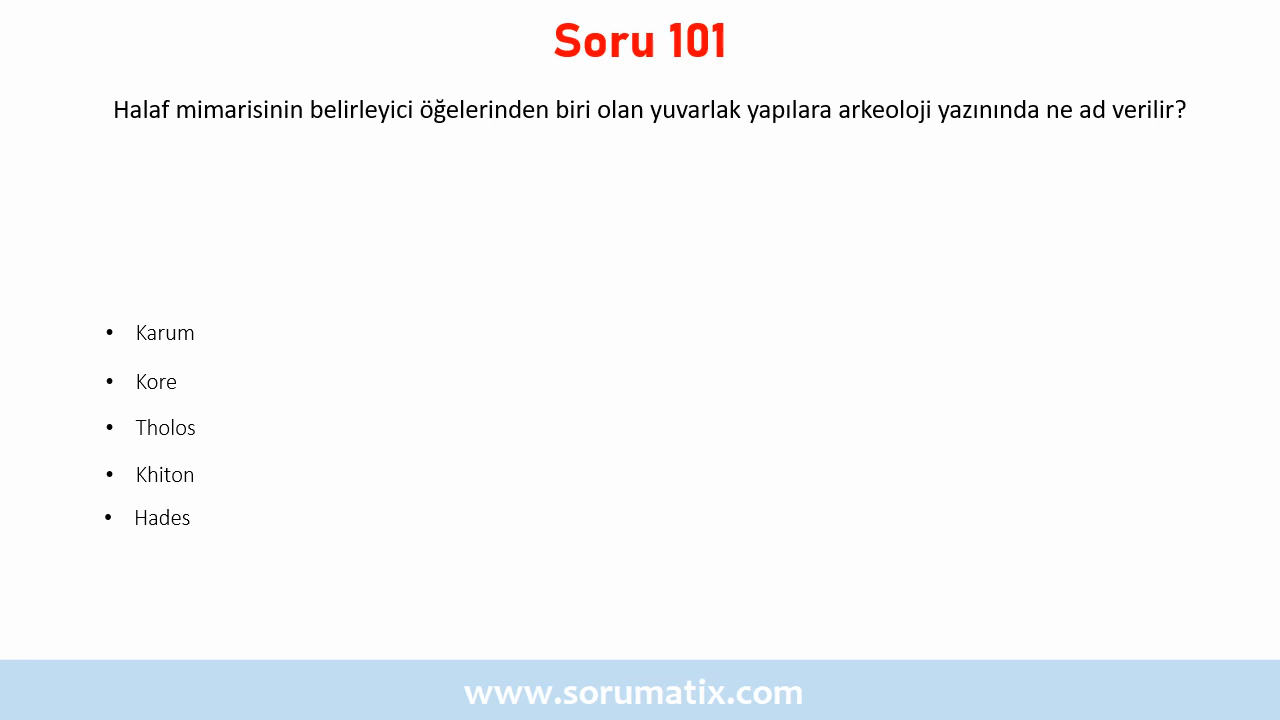 Soru 101
Halaf mimarisinin belirleyici öğelerinden biri olan yuvarlak yapılara arkeoloji yazınında ne ad verilir?
• Karum
• Kore
• Tholos
• Khiton
• Hades
www.sorumatix.com